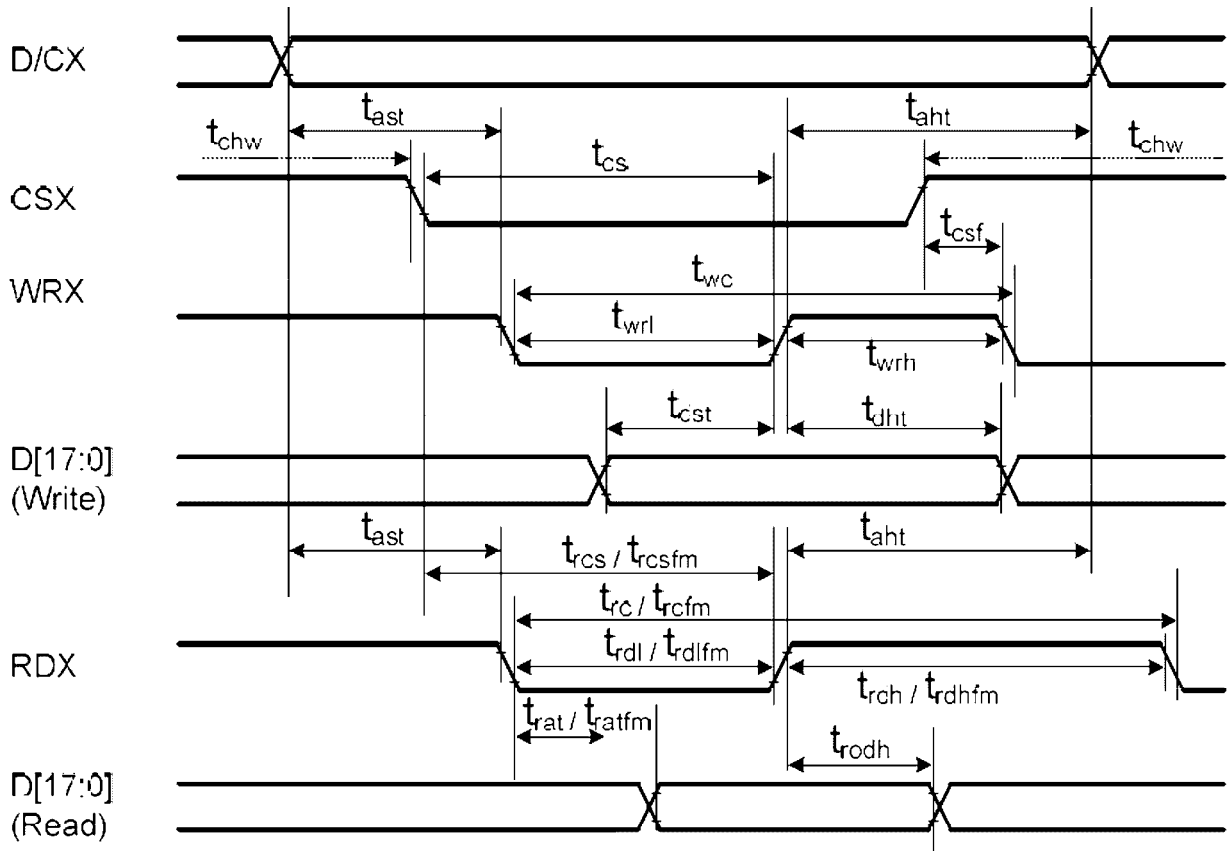 D/CX
tast
taht
tchw
tchw
tcs
CSX
tcsf
WRX
twc
twrl
twrh
tcst
tdht
D[17:0]
(Write)
tast
taht
trcs / trcsfm
trc / trcfm
RDX
trdl / trdlfm
trch / trdhfm
trat / tratfm
trodh
D[17:0]
(Read)